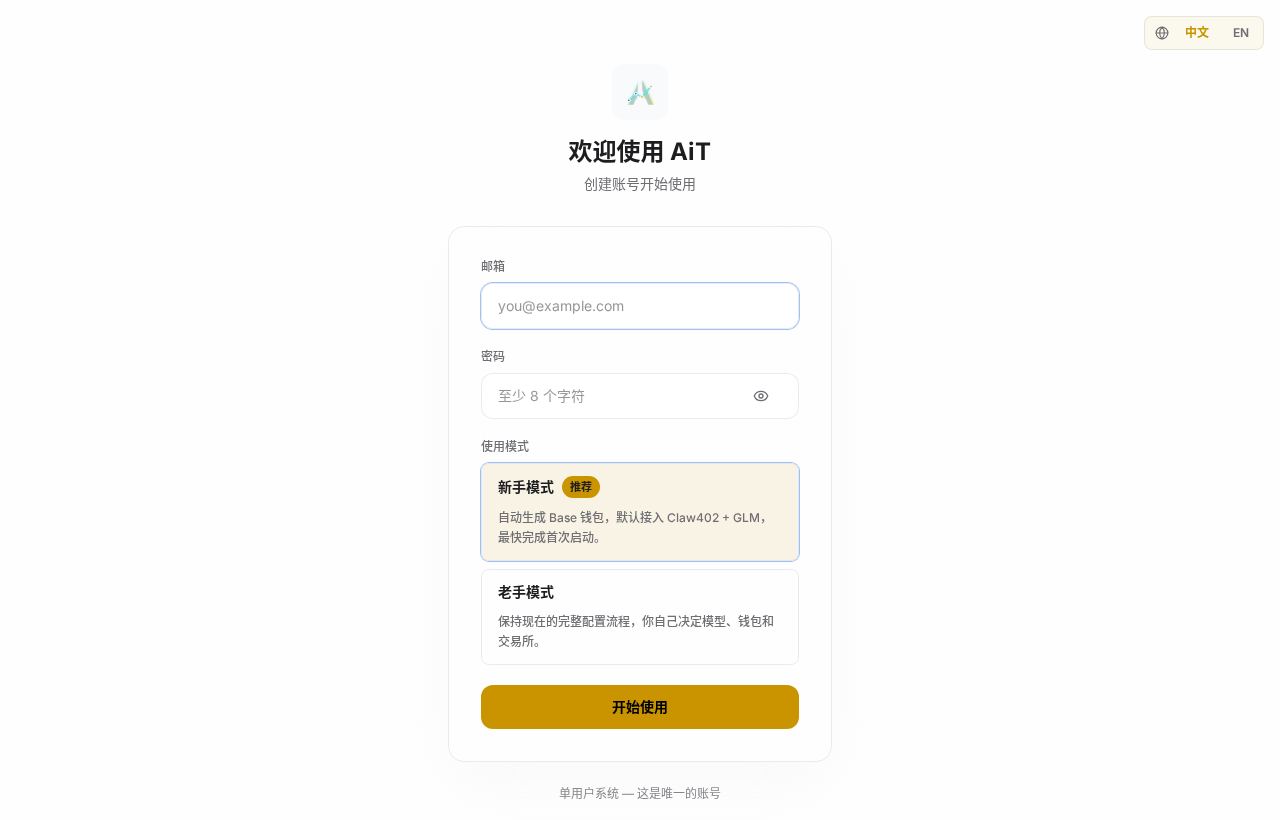 中文 EN
欢迎使用 AiT
创建账号开始使用
邮箱
you@example.com
密码
至少 8 个字符
使用模式
新手模式 推荐
自动生成 Base 钱包，默认接入 Claw402 + GLM，
最快完成首次启动。
老手模式
保持现在的完整配置流程，你自己决定模型、钱包和
交易所。
开始使用
单用户系统 — 这是唯一的账号